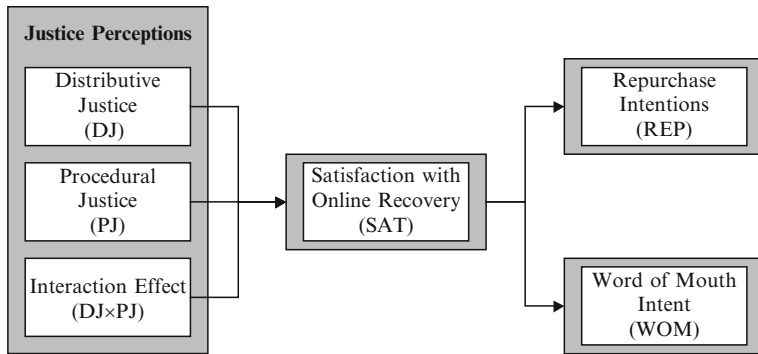 Justice Perceptions
Distributive
Justice
(DJ)
Procedural
Justice
(PJ)
Interaction Effect
(DJ×PJ)
Satisfaction with
Online Recovery
(SAT)
Repurchase
Intentions
(REP)
Word of Mouth
Intent
(WOM)